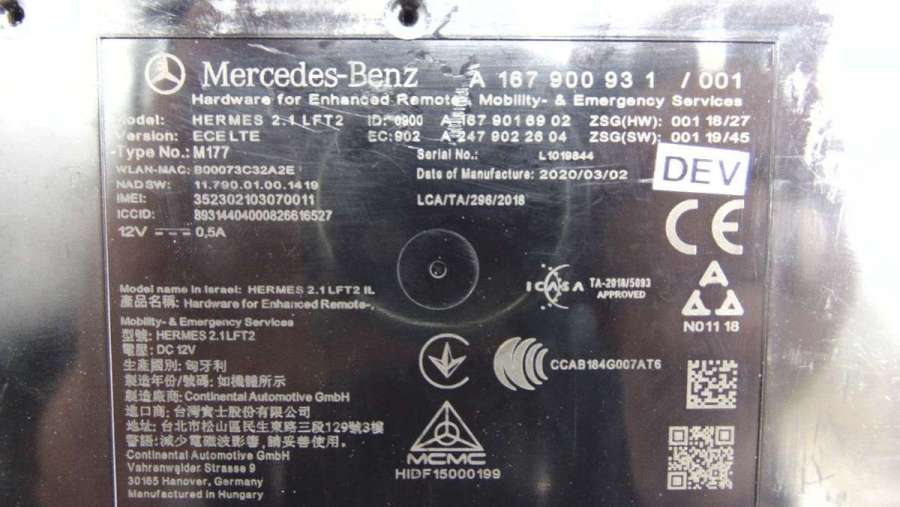 Mercedes-Benz A 167 900 93 1 / 001
Hardware for Enhanced Remote-, Mobility- & Emergency Services
Model: HERMES 2.1 LFT2 ID: 0900 A 167 901 69 02 ZSG(HW): 001 18/27
Version: ECE LTE EC: 902 A 247 902 26 04 ZSG(SW): 001 19/45
Type No.: M177 Serial No.: L1019844
WLAN-MAC: B00073C32A2E Date of Manufacture: 2020/03/02
DEV
NAD SW: 11.790.01.00.1419
IMEI: 352302103070011 LCA/TA/296/2018
ICCID: 89314404000826616527
12V 0,5A
CE
Model name in Israel: HERMES 2.1 LFT2 IL
ICASA TA-2018/5093
APPROVED
產品名稱: Hardware for Enhanced Remote-,
Mobility- & Emergency Services
N01118
型號: HERMES 2.1 LFT2
電壓: DC 12V
生產國別: 匈牙利
CCAB184G007AT6
製造年份/號碼: 如機體所示
製造廠商: Continental Automotive GmbH
進口商: 台灣賓士股份有限公司
地址: 台北市松山區民生東路三段129號3樓
警語: 減少電磁波影響, 請妥善使用.
MCMC
HIDF15000199
Continental Automotive GmbH
Vahrenwalder Strasse 9
30165 Hanover, Germany
Manufactured in Hungary